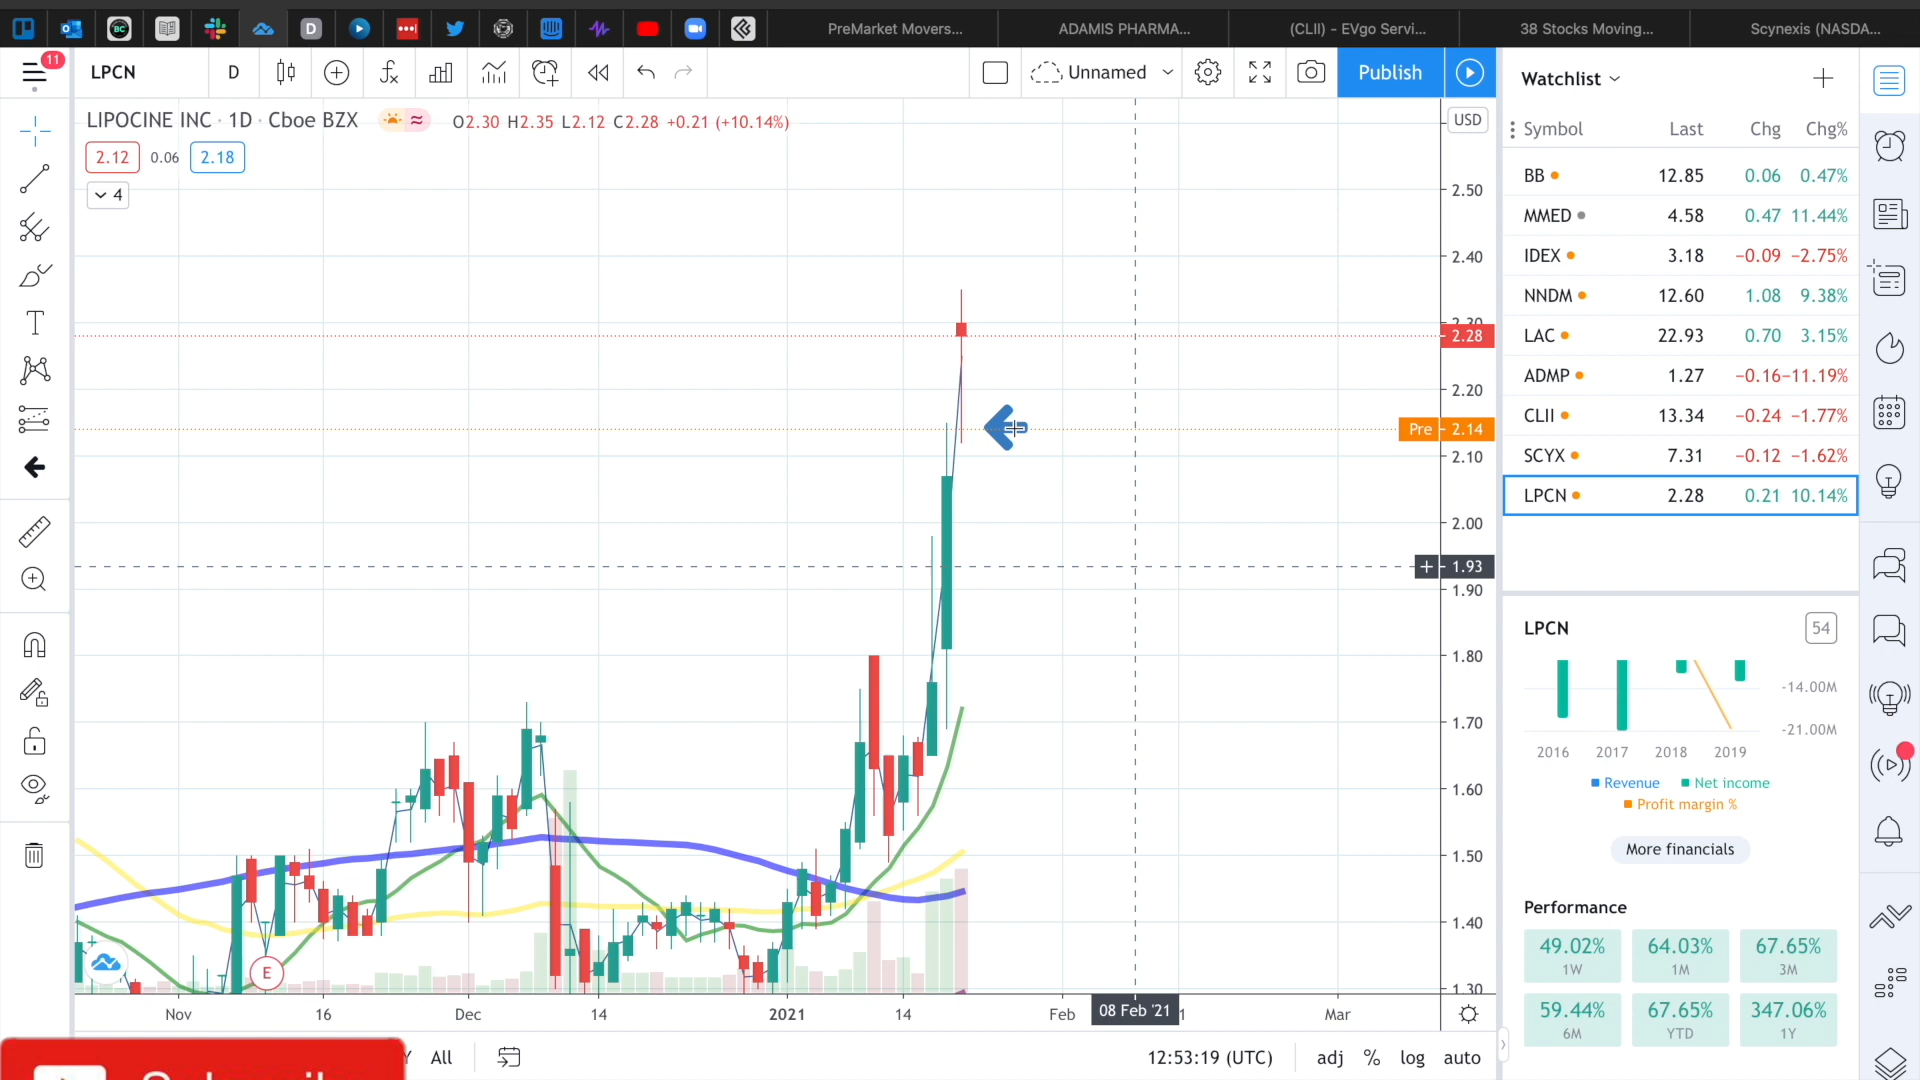 BC
D
PreMarket Movers...
ADAMIS PHARMA...
(CLII) - EVgo Servi...
38 Stocks Moving...
Scynexis (NASDA...
11
LPCN
D
Unnamed
Publish
Watchlist
LIPOCINE INC · 1D · Cboe BZX
O2.30 H2.35 L2.12 C2.28 +0.21 (+10.14%)
USD
2.12
0.06
2.18
4
Symbol Last Chg Chg%
BB 12.85 0.06 0.47%
MMED 4.58 0.47 11.44%
IDEX 3.18 −0.09 −2.75%
NNDM 12.60 1.08 9.38%
LAC 22.93 0.70 3.15%
ADMP 1.27 −0.16 −11.19%
CLII 13.34 −0.24 −1.77%
SCYX 7.31 −0.12 −1.62%
LPCN 2.28 0.21 10.14%
2.50
2.40
2.28
2.20
Pre 2.14
2.10
2.00
1.93
1.90
1.80
1.70
1.60
1.50
1.40
1.30
E
Nov 16 Dec 14 2021 14 Feb 08 Feb '21 Mar
All
12:53:19 (UTC)
adj % log auto
LPCN
54
-14.00M
-21.00M
2016 2017 2018 2019
Revenue Net income
Profit margin %
More financials
Performance
49.02% 64.03% 67.65%
1W 1M 3M
59.44% 67.65% 347.06%
6M YTD 1Y